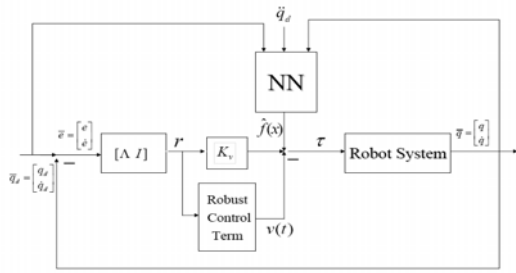 q̈_d
NN
e̅ = [e ė]
f̂(x)
q̅ = [q q̇]
[Λ I]
r
K_v
τ
Robot System
−
−
q̅_d = [q_d q̇_d]
Robust
Control
Term
v(t)